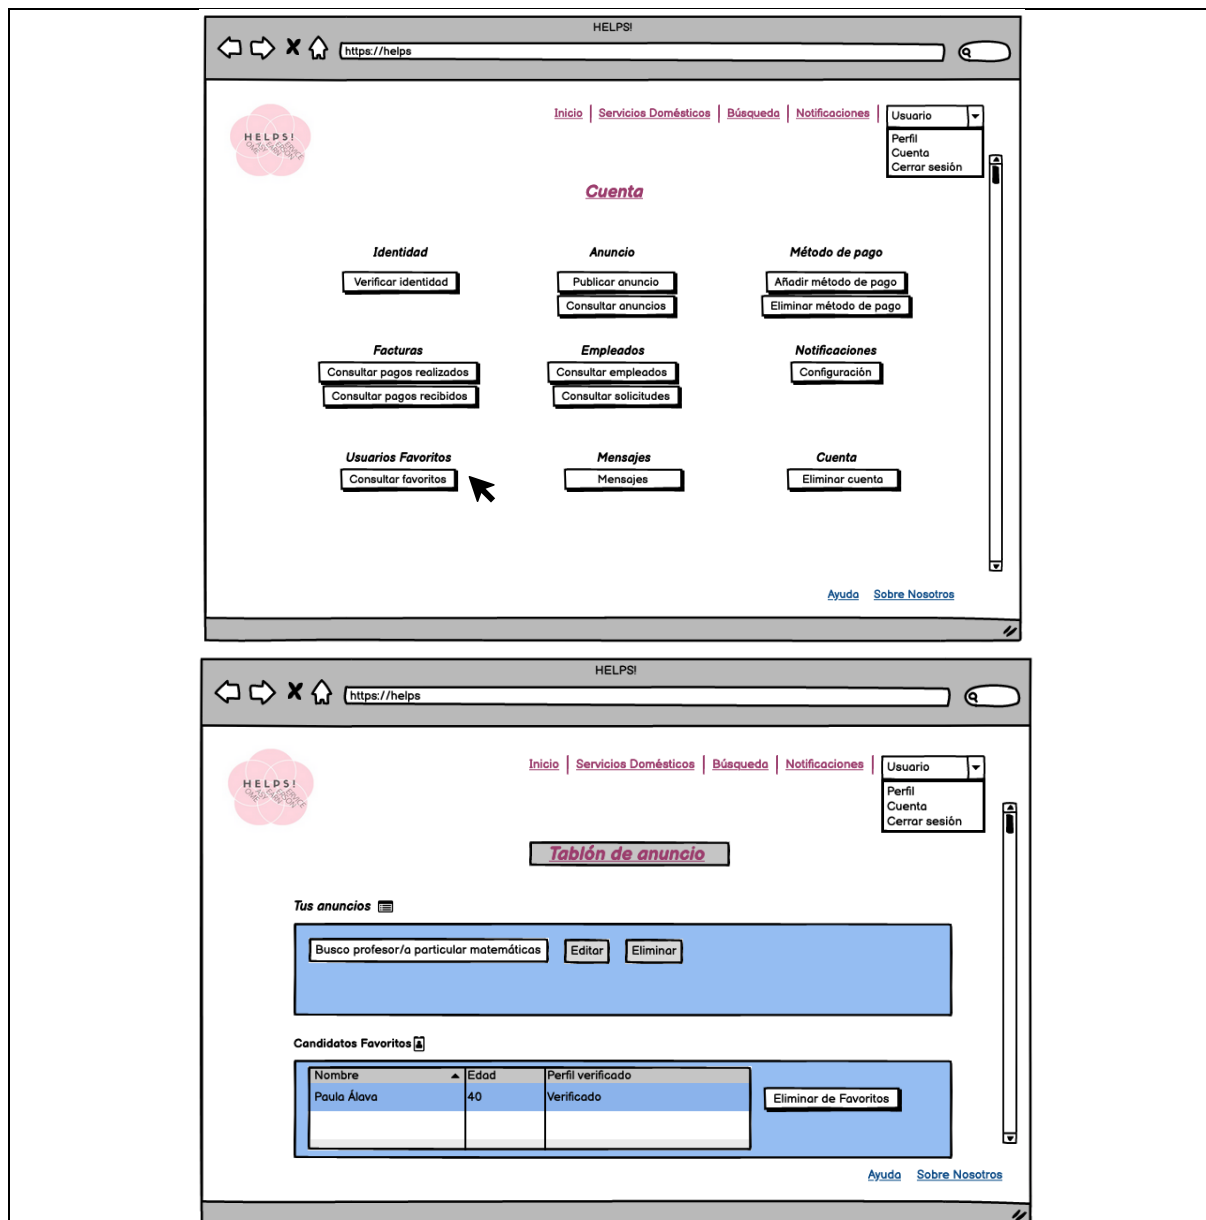 HELPS!
https://helps
HELPS!
Inicio Servicios Domésticos Búsqueda Notificaciones Usuario
Perfil
Cuenta
Cerrar sesión
Cuenta
Identidad Anuncio Método de pago
Verificar identidad Publicar anuncio Añadir método de pago
Consultar anuncios Eliminar método de pago
Facturas Empleados Notificaciones
Consultar pagos realizados Consultar empleados Configuración
Consultar pagos recibidos Consultar solicitudes
Usuarios Favoritos Mensajes Cuenta
Consultar favoritos Mensajes Eliminar cuenta
Ayuda Sobre Nosotros
HELPS!
https://helps
HELPS!
Inicio Servicios Domésticos Búsqueda Notificaciones Usuario
Perfil
Cuenta
Cerrar sesión
Tablón de anuncio
Tus anuncios
Busco profesor/a particular matemáticas Editar Eliminar
Candidatos Favoritos
Nombre Edad Perfil verificado
Paula Álava 40 Verificado Eliminar de Favoritos
Ayuda Sobre Nosotros